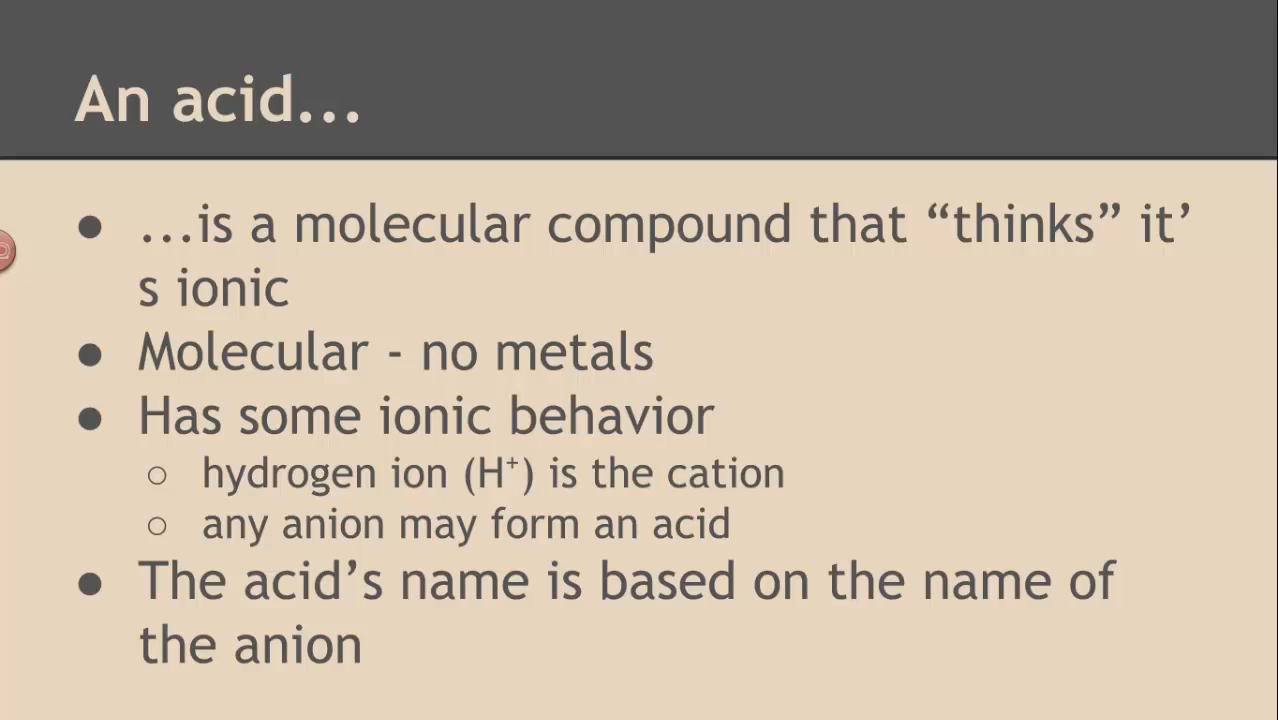 An acid...
● ...is a molecular compound that “thinks” it’
s ionic
● Molecular - no metals
● Has some ionic behavior
○ hydrogen ion (H⁺) is the cation
○ any anion may form an acid
● The acid’s name is based on the name of
the anion